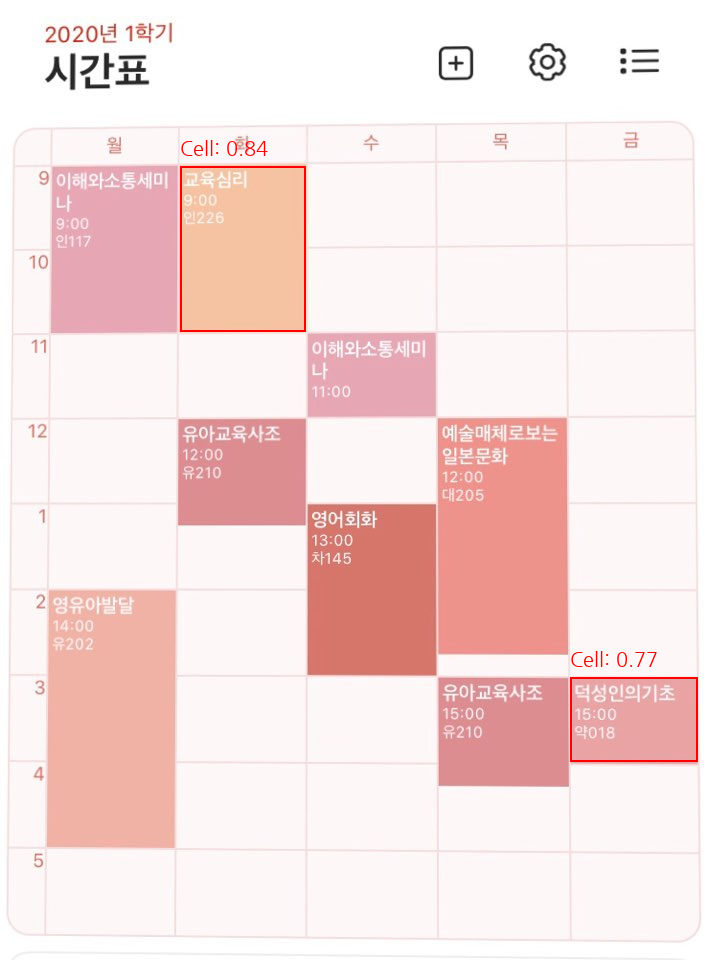 2020년 1학기
시간표
월 화 수 목 금
Cell: 0.84
9
이해와소통세미
나
9:00
인117
교육심리
9:00
인226
10
11
이해와소통세미
나
11:00
12
유아교육사조
12:00
유210
예술매체로보는
일본문화
12:00
대205
1
영어회화
13:00
차145
2
영유아발달
14:00
유202
Cell: 0.77
3
유아교육사조
15:00
유210
덕성인의기초
15:00
약018
4
5